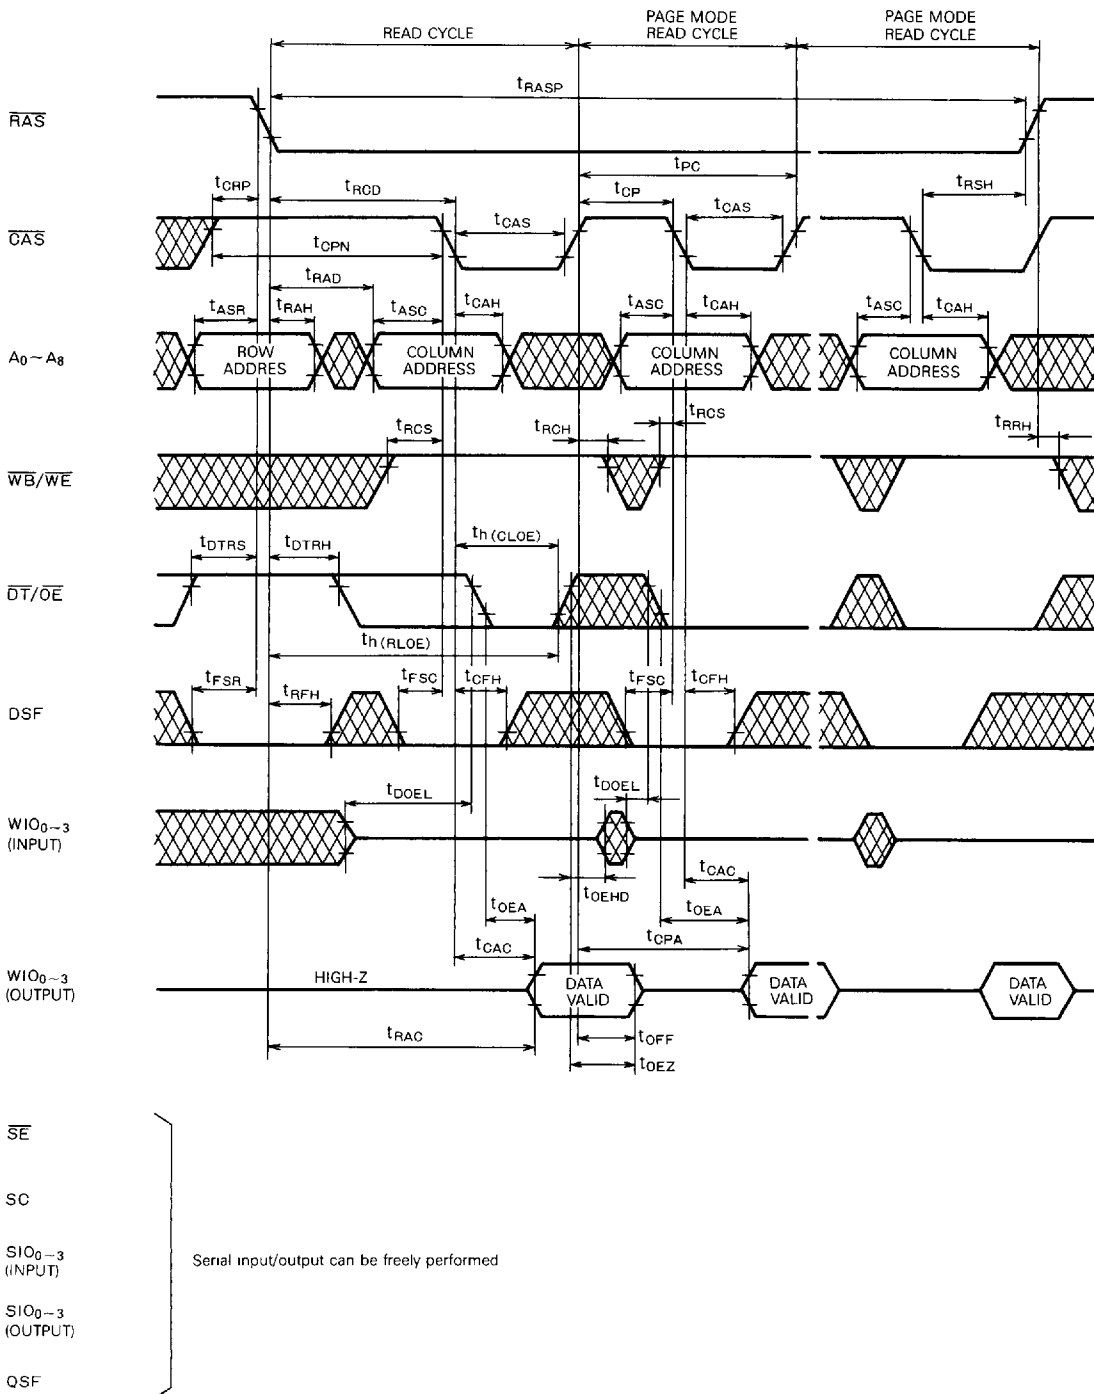 READ CYCLE
PAGE MODE
READ CYCLE
PAGE MODE
READ CYCLE
tRASP
RAS
tPC
tCRP
tRCD
tCP
tRSH
CAS
tCAS
tCAS
tCPN
tRAD
tASR
tRAH
tASC
tCAH
tASC
tCAH
tASC
tCAH
A0~A8
ROW
ADDRES
COLUMN
ADDRESS
COLUMN
ADDRESS
COLUMN
ADDRESS
tRCS
tRCH
tRCS
tRRH
WB/WE
th(CLOE)
tDTRS
tDTRH
DT/OE
th(RLOE)
tFSR
tRFH
tFSC
tCFH
tFSC
tCFH
DSF
tDOEL
tDOEL
WIO0~3
(INPUT)
tCAC
tOEHD
tOEA
tOEA
tCAC
tCPA
WIO0~3
(OUTPUT)
HIGH-Z
DATA
VALID
DATA
VALID
DATA
VALID
tRAC
tOFF
tOEZ
SE
SC
SIO0~3
(INPUT)
Serial input/output can be freely performed
SIO0~3
(OUTPUT)
QSF